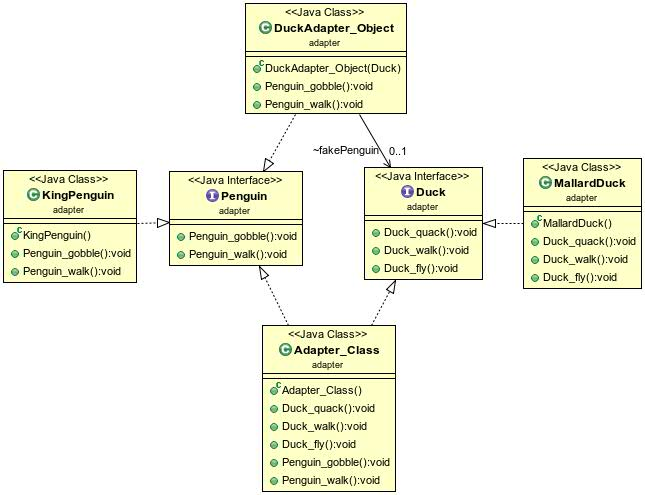 <<Java Class>>
DuckAdapter_Object
adapter
DuckAdapter_Object(Duck)
Penguin_gobble():void
Penguin_walk():void
~fakePenguin
0..1
<<Java Class>>
KingPenguin
adapter
KingPenguin()
Penguin_gobble():void
Penguin_walk():void
<<Java Interface>>
Penguin
adapter
Penguin_gobble():void
Penguin_walk():void
<<Java Interface>>
Duck
adapter
Duck_quack():void
Duck_walk():void
Duck_fly():void
<<Java Class>>
MallardDuck
adapter
MallardDuck()
Duck_quack():void
Duck_walk():void
Duck_fly():void
<<Java Class>>
Adapter_Class
adapter
Adapter_Class()
Duck_quack():void
Duck_walk():void
Duck_fly():void
Penguin_gobble():void
Penguin_walk():void